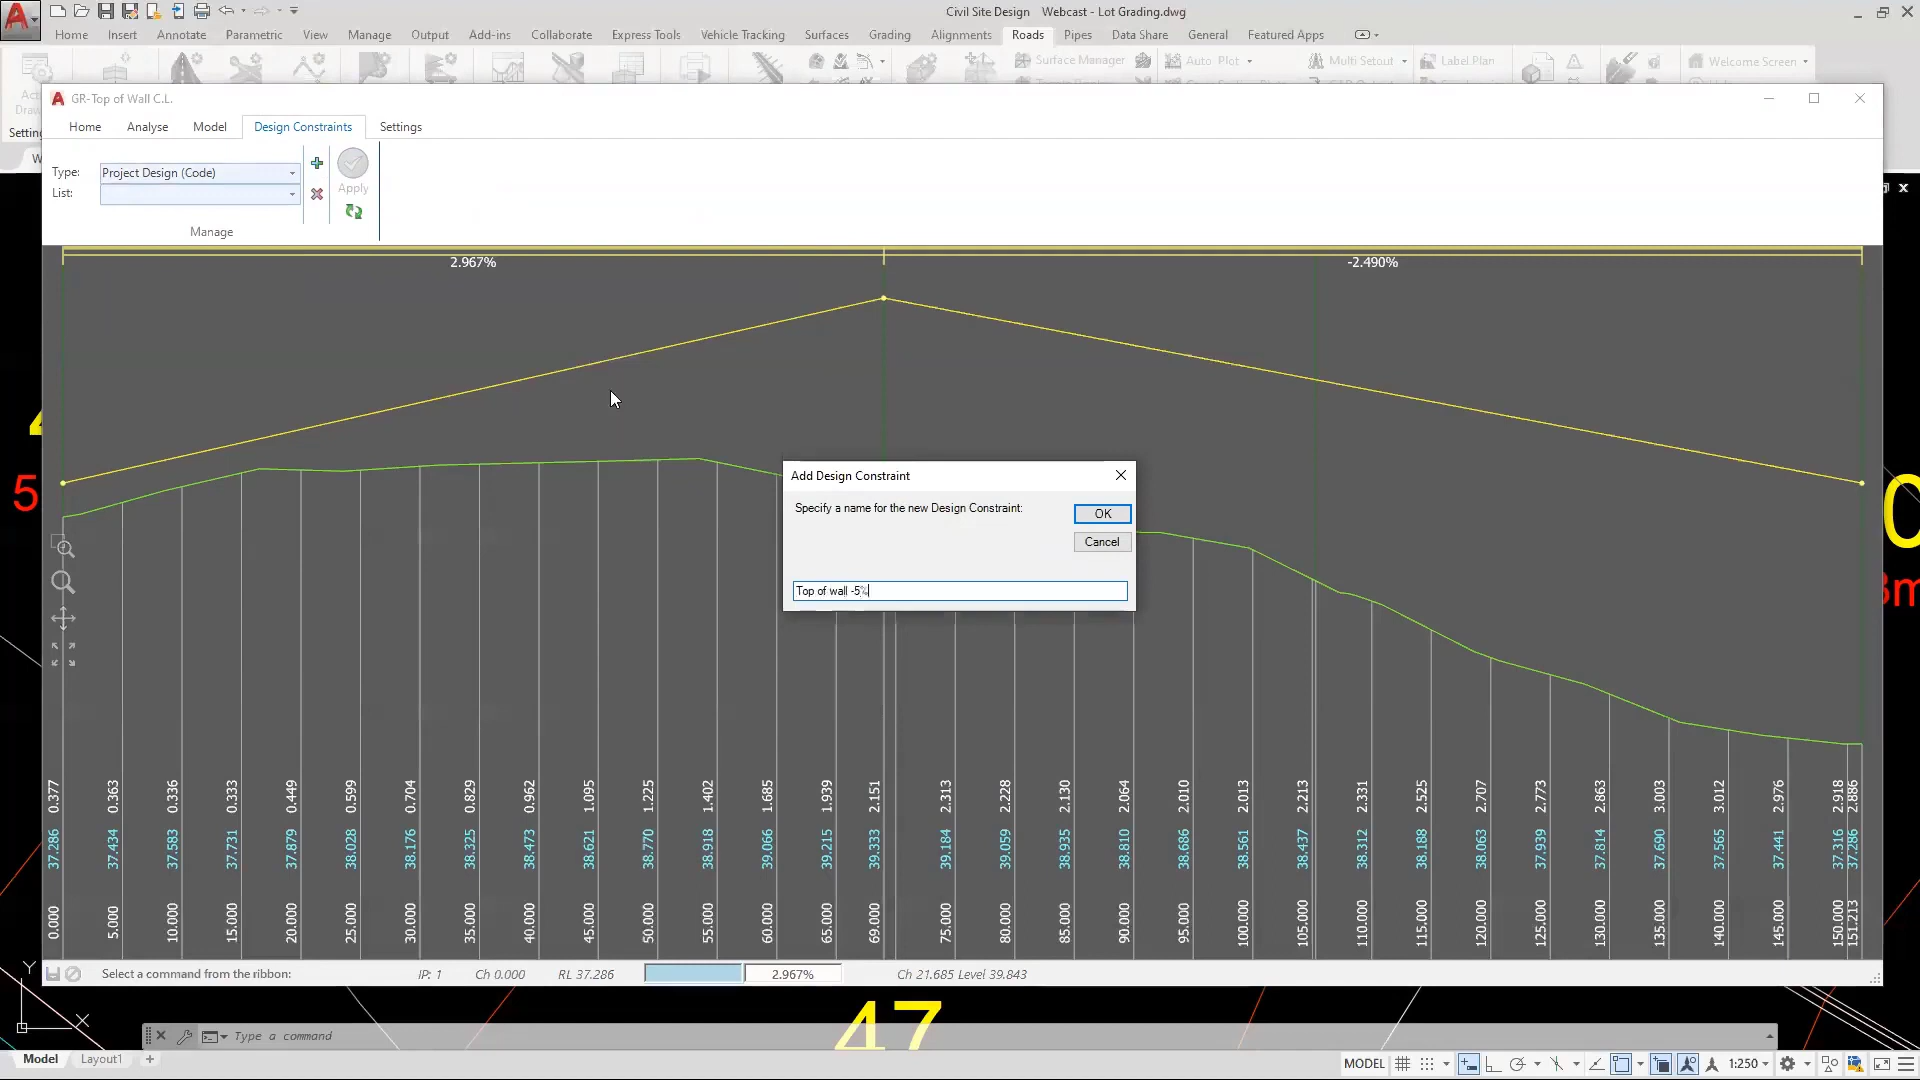 Civil Site Design Webcast - Lot Grading.dwg
Home Insert Annotate Parametric View Manage Output Add-ins Collaborate Express Tools Vehicle Tracking Surfaces Grading Alignments Roads Pipes Data Share General Featured Apps
Surface Manager Auto Plot Multi Setout Label Plan Welcome Screen
GR-Top of Wall C.L.
Home Analyse Model Design Constraints Settings
Type: Project Design (Code)
List:
Apply
Manage
2.967% -2.490%
Add Design Constraint
Specify a name for the new Design Constraint:
OK
Cancel
Top of wall -5%
0.377 0.363 0.336 0.333 0.449 0.599 0.704 0.829 0.962 1.095 1.225 1.402 1.685 1.939 2.151 2.313 2.228 2.130 2.064 2.010 2.013 2.213 2.331 2.525 2.707 2.773 2.863 3.003 3.012 2.976 2.918 2.886
37.286 37.434 37.583 37.731 37.879 38.028 38.176 38.325 38.473 38.621 38.770 38.918 39.066 39.215 39.333 39.184 39.059 38.935 38.810 38.686 38.561 38.437 38.312 38.188 38.063 37.939 37.814 37.690 37.565 37.441 37.316 37.286
0.000 5.000 10.000 15.000 20.000 25.000 30.000 35.000 40.000 45.000 50.000 55.000 60.000 65.000 69.000 75.000 80.000 85.000 90.000 95.000 100.000 105.000 110.000 115.000 120.000 125.000 130.000 135.000 140.000 145.000 150.000 151.213
Select a command from the ribbon: IP: 1 Ch 0.000 RL 37.286 2.967% Ch 21.685 Level 39.843
47
Y
X
Type a command
Model Layout1 +
MODEL 1:250